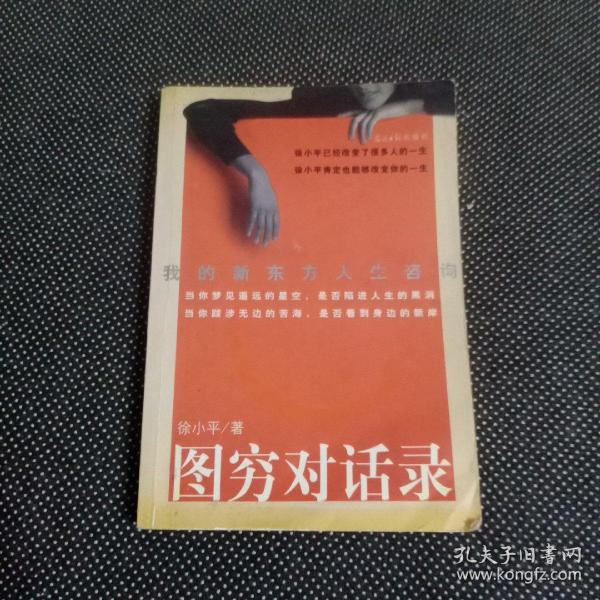 徐小平已经改变了很多人的一生
徐小平肯定也能够改变你的一生
我的新东方人生咨询
当你梦见遥远的星空，是否陷进人生的黑洞
当你跋涉无边的苦海，是否看到身边的新岸
徐小平/著
图穷对话录
孔夫子旧书网
www.kongfz.com